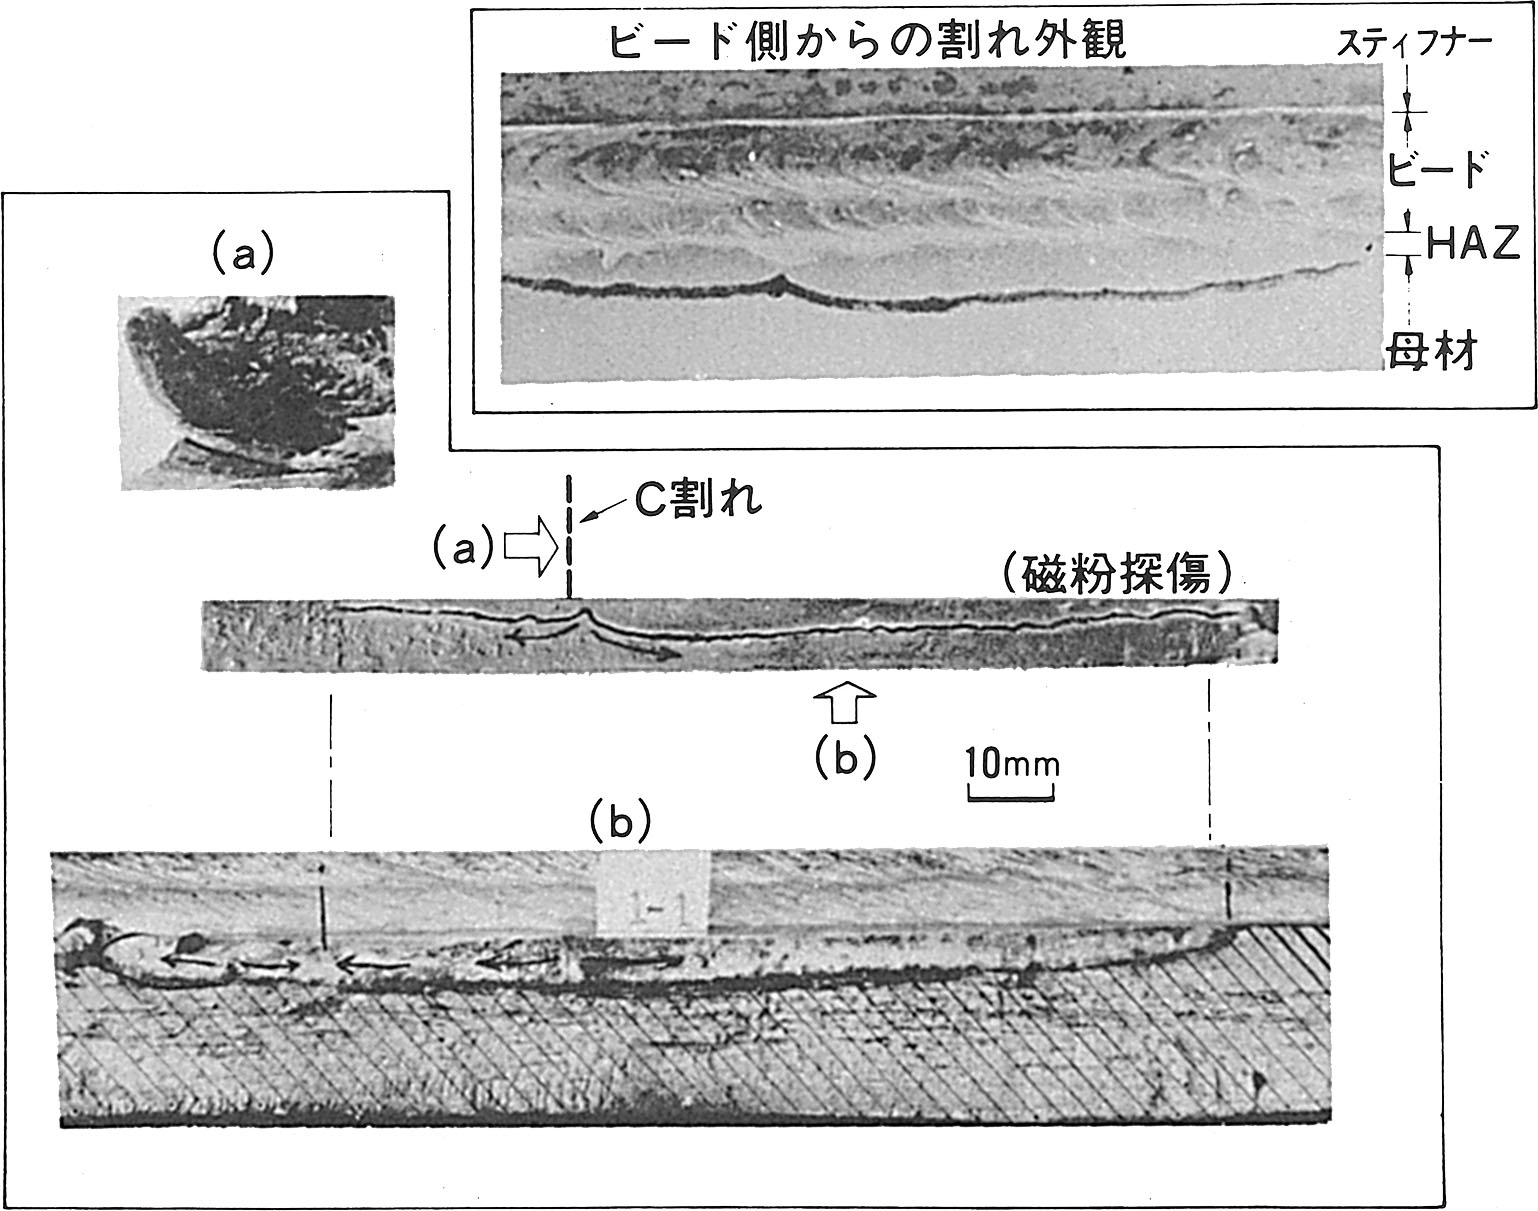 ビード側からの割れ外観
スティフナー
ビード
HAZ
母材
(a)
C割れ
(a)
(磁粉探傷)
(b)
10mm
(b)
1-1